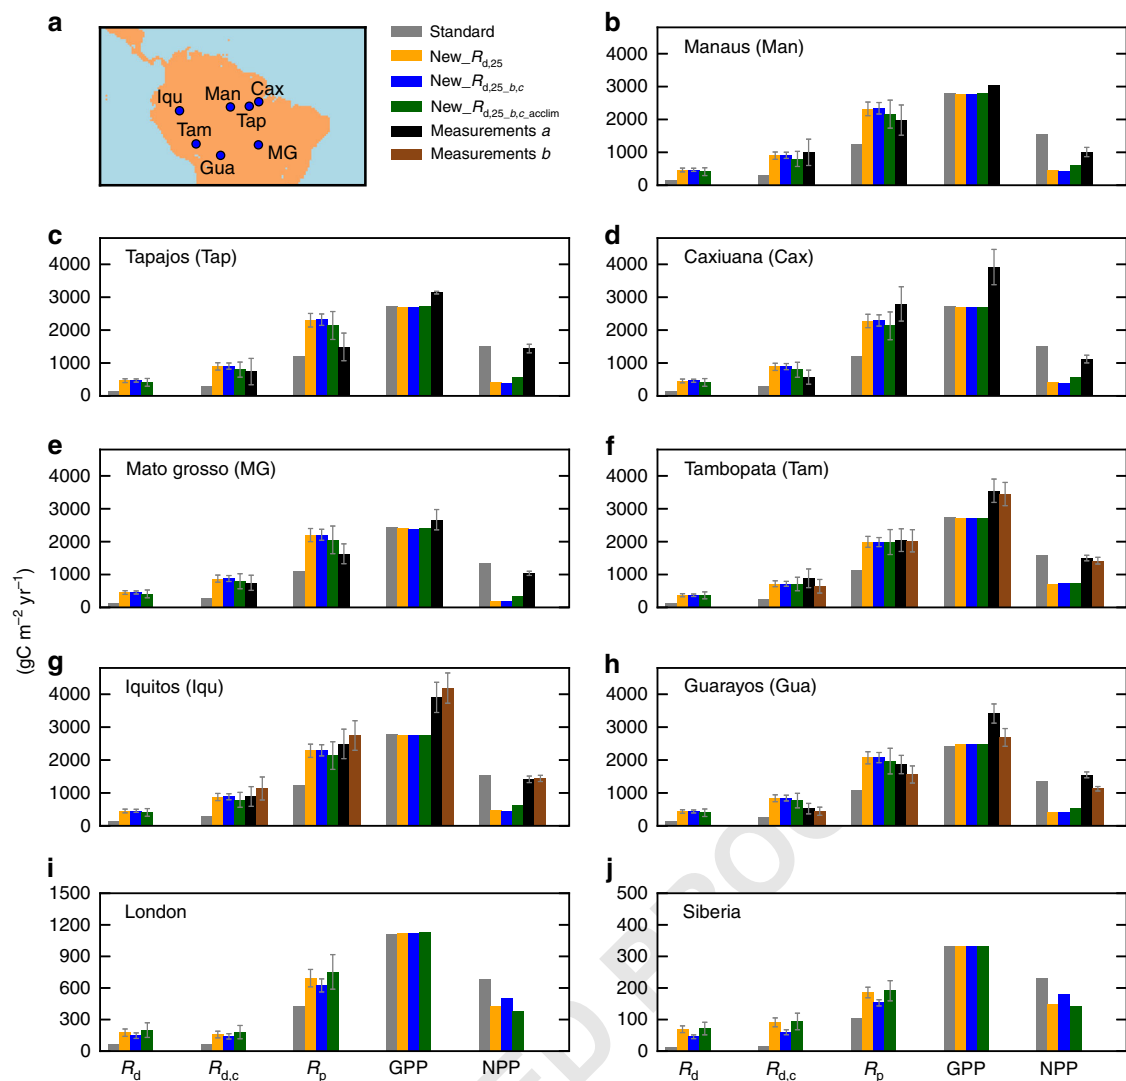 a
Iqu
Man
Cax
Tap
Tam
Gua
MG
Standard
New_Rd,25
New_Rd,25_b,c
New_Rd,25_b,c_acclim
Measurements a
Measurements b
b
Manaus (Man)
4000
3000
2000
1000
0
c
Tapajos (Tap)
4000
3000
2000
1000
0
d
Caxiuana (Cax)
4000
3000
2000
1000
0
e
Mato grosso (MG)
4000
3000
2000
1000
0
f
Tambopata (Tam)
4000
3000
2000
1000
0
(gC m−2 yr−1)
g
Iquitos (Iqu)
4000
3000
2000
1000
0
h
Guarayos (Gua)
4000
3000
2000
1000
0
i
London
1500
1200
900
600
300
0
Rd
Rd,c
Rp
GPP
NPP
j
Siberia
500
400
300
200
100
0
Rd
Rd,c
Rp
GPP
NPP